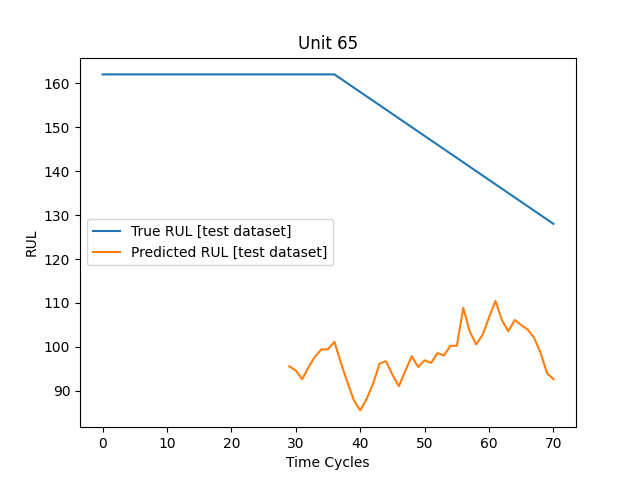 Unit 65
RUL
160
150
140
130
120
110
100
90
True RUL [test dataset]
Predicted RUL [test dataset]
0 10 20 30 40 50 60 70
Time Cycles